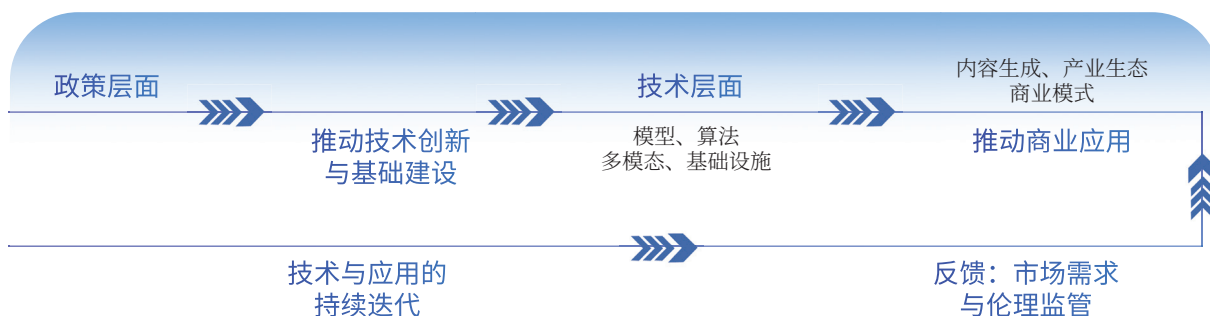 政策层面
推动技术创新
与基础建设
技术层面
模型、算法
多模态、基础设施
内容生成、产业生态
商业模式
推动商业应用
技术与应用的
持续迭代
反馈：市场需求
与伦理监管